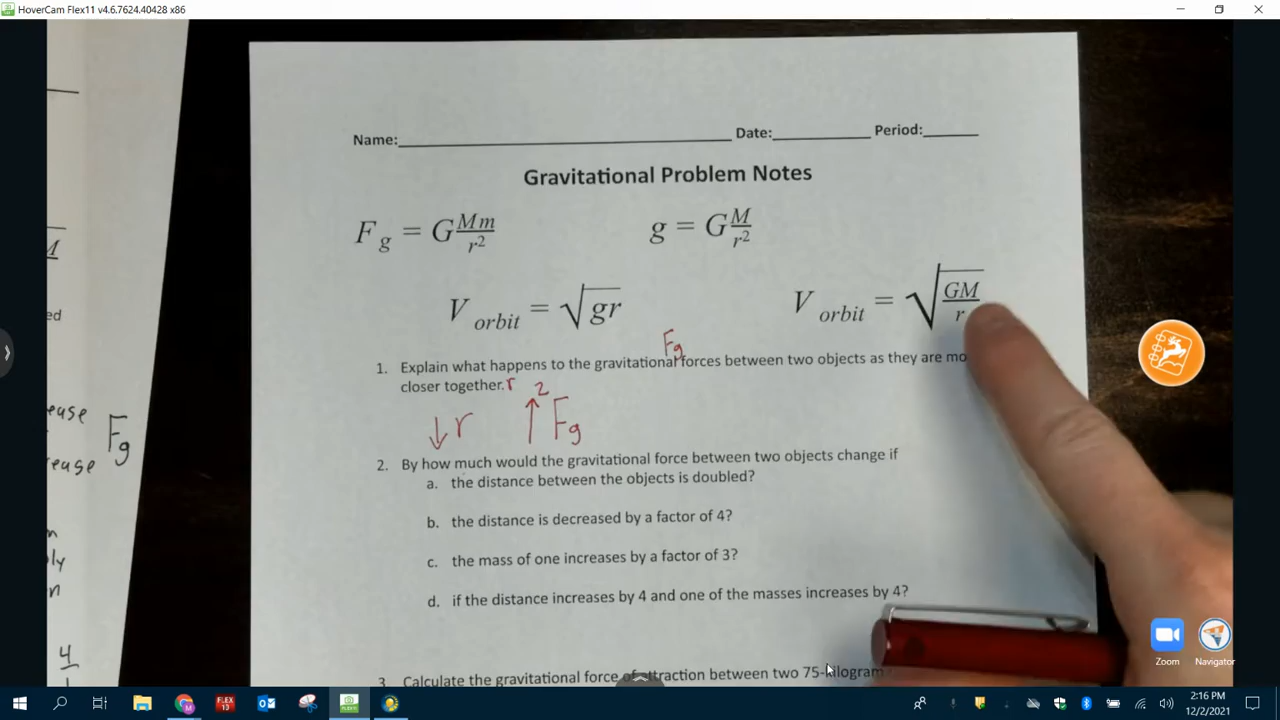 HoverCam Flex11 v4.6.7624.40428 x86
Name:
Date:
Period:
Gravitational Problem Notes
F g = G Mm/r²
g = G M/r²
V orbit = √gr
V orbit = √GM/r
Fg
1. Explain what happens to the gravitational forces between two objects as they are
closer together. r
↓ r ↑² Fg
2. By how much would the gravitational force between two objects change if
a. the distance between the objects is doubled?
b. the distance is decreased by a factor of 4?
c. the mass of one increases by a factor of 3?
d. if the distance increases by 4 and one of the masses increases by 4?
3 Calculate the gravitational force of attraction between two 75-kilogram
ed
Fg
4
Zoom
Navigator
FLEX
2:16 PM
12/2/2021